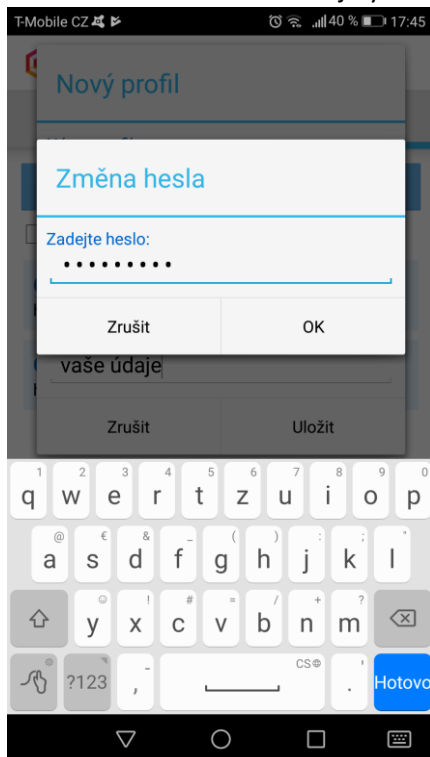 T-Mobile CZ 40 % 17:45
Nový profil
Změna hesla
Zadejte heslo:
•••••••••
Zrušit OK
vaše údaje
Zrušit Uložit
1 2 3 4 5 6 7 8 9 0
q w e r t z u i o p
@ € & _ ( ) : ; "
a s d f g h j k l
! # = / + ?
y x c v b n m
?123 , - CS . ' Hotovo